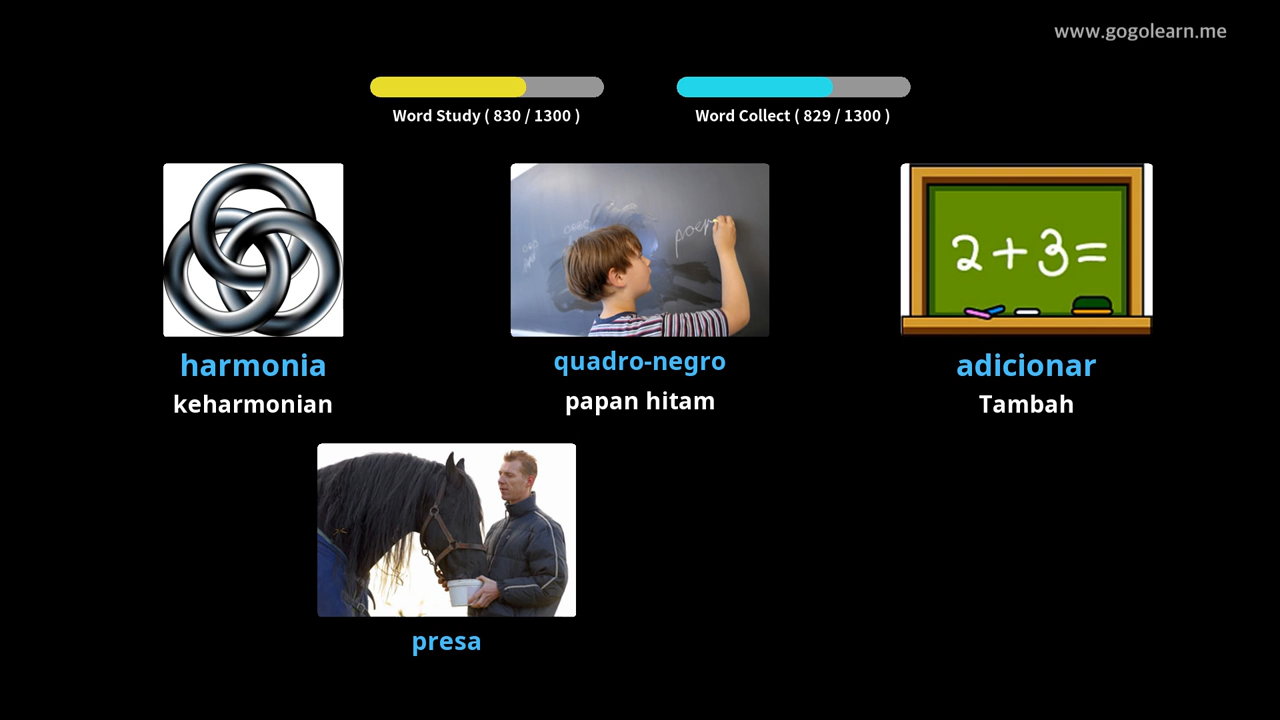 www.gogolearn.me
Word Study ( 830 / 1300 )
Word Collect ( 829 / 1300 )
poer
2+3=
harmonia
quadro-negro
adicionar
keharmonian
papan hitam
Tambah
presa